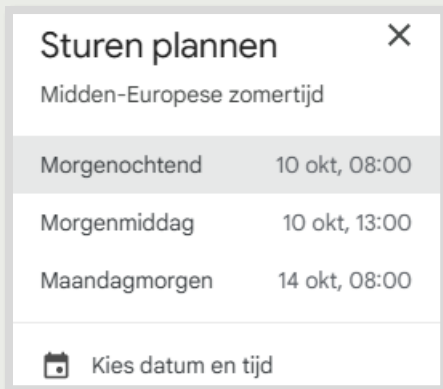 Sturen plannen
Midden-Europese zomertijd
Morgenochtend 10 okt, 08:00
Morgenmiddag 10 okt, 13:00
Maandagmorgen 14 okt, 08:00
Kies datum en tijd